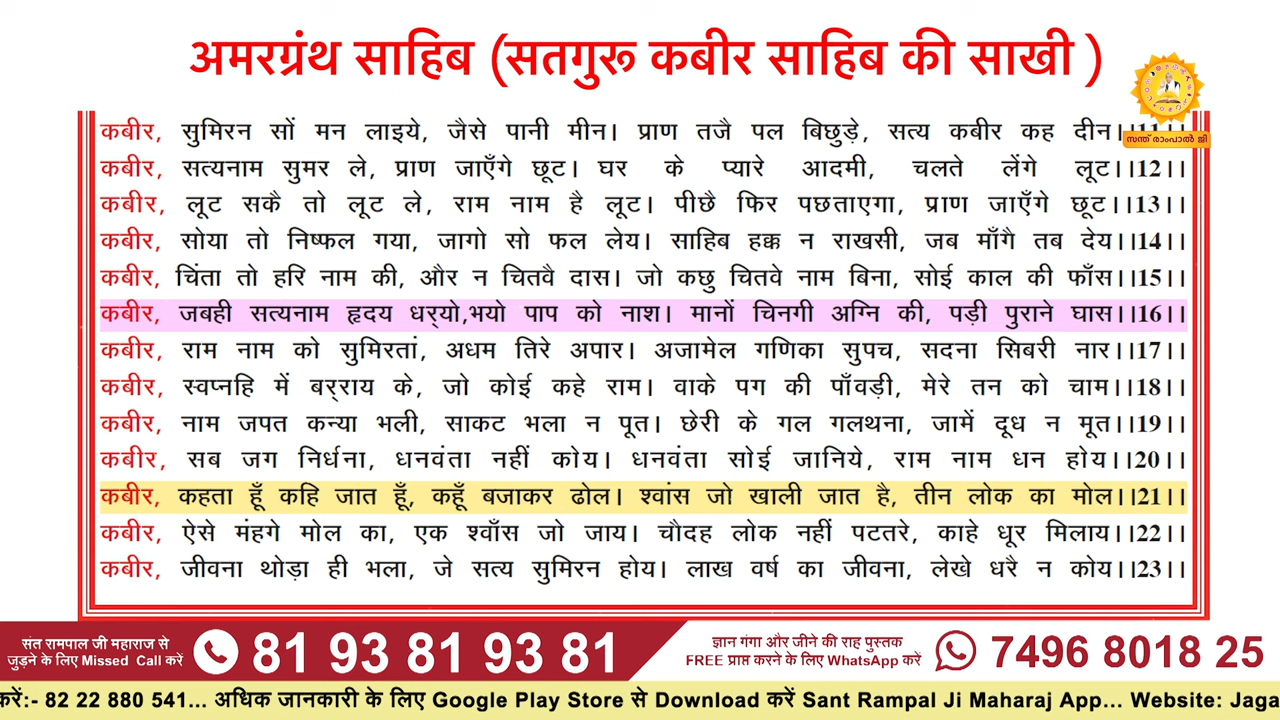 अमरग्रंथ साहिब (सतगुरू कबीर साहिब की साखी )
कबीर, सुमिरन सों मन लाइये, जैसे पानी मीन। प्राण तजै पल बिछुड़े, सत्य कबीर कह दीन।।11।।
सन्त് രാംപാൽ ജി
कबीर, सत्यनाम सुमर ले, प्राण जाएँगे छूट। घर के प्यारे आदमी, चलते लेंगे लूट।।12।।
कबीर, लूट सकै तो लूट ले, राम नाम है लूट। पीछै फिर पछताएगा, प्राण जाएँगे छूट।।13।।
कबीर, सोया तो निष्फल गया, जागो सो फल लेय। साहिब हक्क न राखसी, जब माँगै तब देय।।14।।
कबीर, चिंता तो हरि नाम की, और न चितवै दास। जो कछु चितवे नाम बिना, सोई काल की फाँस।।15।।
कबीर, जबही सत्यनाम हृदय धर्‌यो,भयो पाप को नाश। मानों चिनगी अग्नि की, पड़ी पुराने घास।।16।।
कबीर, राम नाम को सुमिरतां, अधम तिरे अपार। अजामेल गणिका सुपच, सदना सिबरी नार।।17।।
कबीर, स्वप्नहि में बर्‌राय के, जो कोई कहे राम। वाके पग की पाँवड़ी, मेरे तन को चाम।।18।।
कबीर, नाम जपत कन्या भली, साकट भला न पूत। छेरी के गल गलथना, जामें दूध न मूत।।19।।
कबीर, सब जग निर्धना, धनवंता नहीं कोय। धनवंता सोई जानिये, राम नाम धन होय।।20।।
कबीर, कहता हूँ कहि जात हूँ, कहूँ बजाकर ढोल। श्वांस जो खाली जात है, तीन लोक का मोल।।21।।
कबीर, ऐसे मंहगे मोल का, एक श्वाँस जो जाय। चौदह लोक नहीं पटतरे, काहे धूर मिलाय।।22।।
कबीर, जीवना थोड़ा ही भला, जे सत्य सुमिरन होय। लाख वर्ष का जीवना, लेखे धरै न कोय।।23।।
संत रामपाल जी महाराज से
जुड़ने के लिए Missed Call करें
81 93 81 93 81
ज्ञान गंगा और जीने की राह पुस्तक
FREE प्राप्त करने के लिए WhatsApp करें
7496 8018 25
करें:- 82 22 880 541... अधिक जानकारी के लिए Google Play Store से Download करें Sant Rampal Ji Maharaj App... Website: Jaga